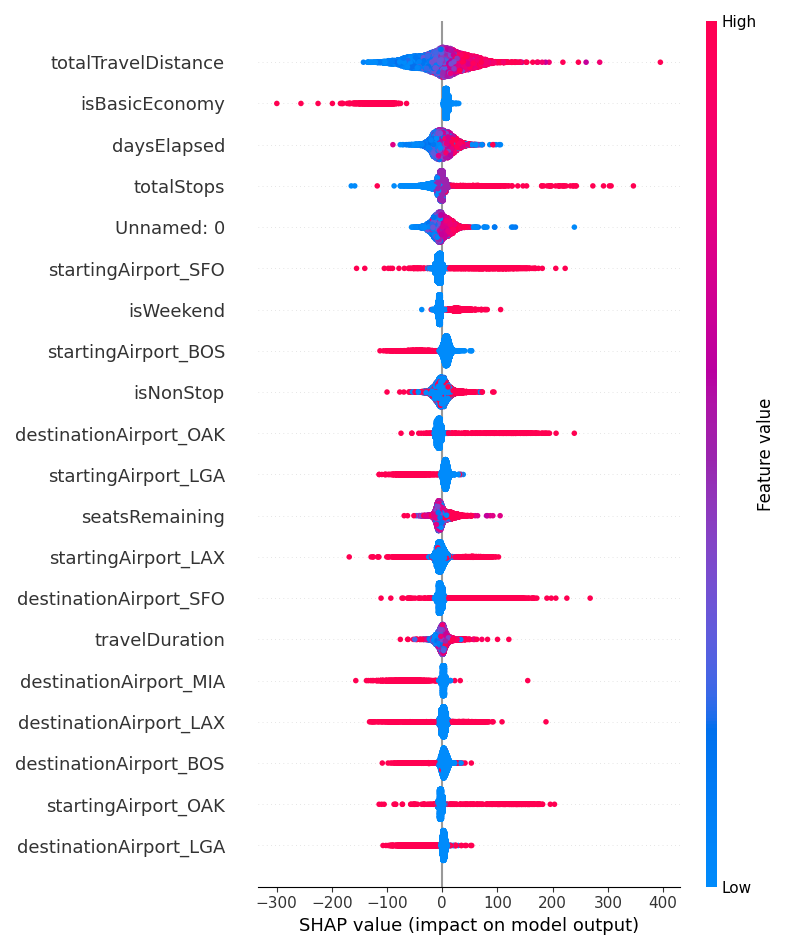 High
totalTravelDistance
isBasicEconomy
daysElapsed
totalStops
Unnamed: 0
startingAirport_SFO
isWeekend
startingAirport_BOS
isNonStop
destinationAirport_OAK
startingAirport_LGA
seatsRemaining
startingAirport_LAX
destinationAirport_SFO
travelDuration
destinationAirport_MIA
destinationAirport_LAX
destinationAirport_BOS
startingAirport_OAK
destinationAirport_LGA
Feature value
Low
−300 −200 −100 0 100 200 300 400
SHAP value (impact on model output)